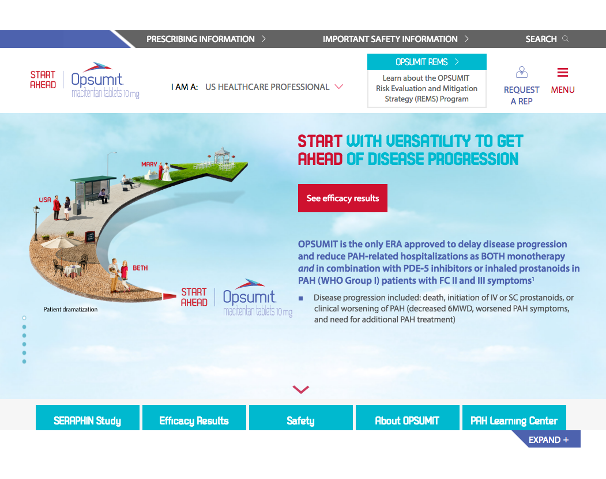 PRESCRIBING INFORMATION
IMPORTANT SAFETY INFORMATION
SEARCH
START
AHEAD
Opsumit
macitentan tablets 10 mg
I AM A: US HEALTHCARE PROFESSIONAL
OPSUMIT REMS
Learn about the OPSUMIT
Risk Evaluation and Mitigation
Strategy (REMS) Program
REQUEST
A REP
MENU
START WITH VERSATILITY TO GET
AHEAD OF DISEASE PROGRESSION
MARY
USA
BETH
See efficacy results
OPSUMIT is the only ERA approved to delay disease progression
and reduce PAH-related hospitalizations as BOTH monotherapy
and in combination with PDE-5 inhibitors or inhaled prostanoids in
PAH (WHO Group I) patients with FC II and III symptoms¹
START
AHEAD
Opsumit
macitentan tablets 10 mg
Patient dramatization
■ Disease progression included: death, initiation of IV or SC prostanoids, or
clinical worsening of PAH (decreased 6MWD, worsened PAH symptoms,
and need for additional PAH treatment)
SERAPHIN Study
Efficacy Results
Safety
About OPSUMIT
PAH Learning Center
EXPAND +